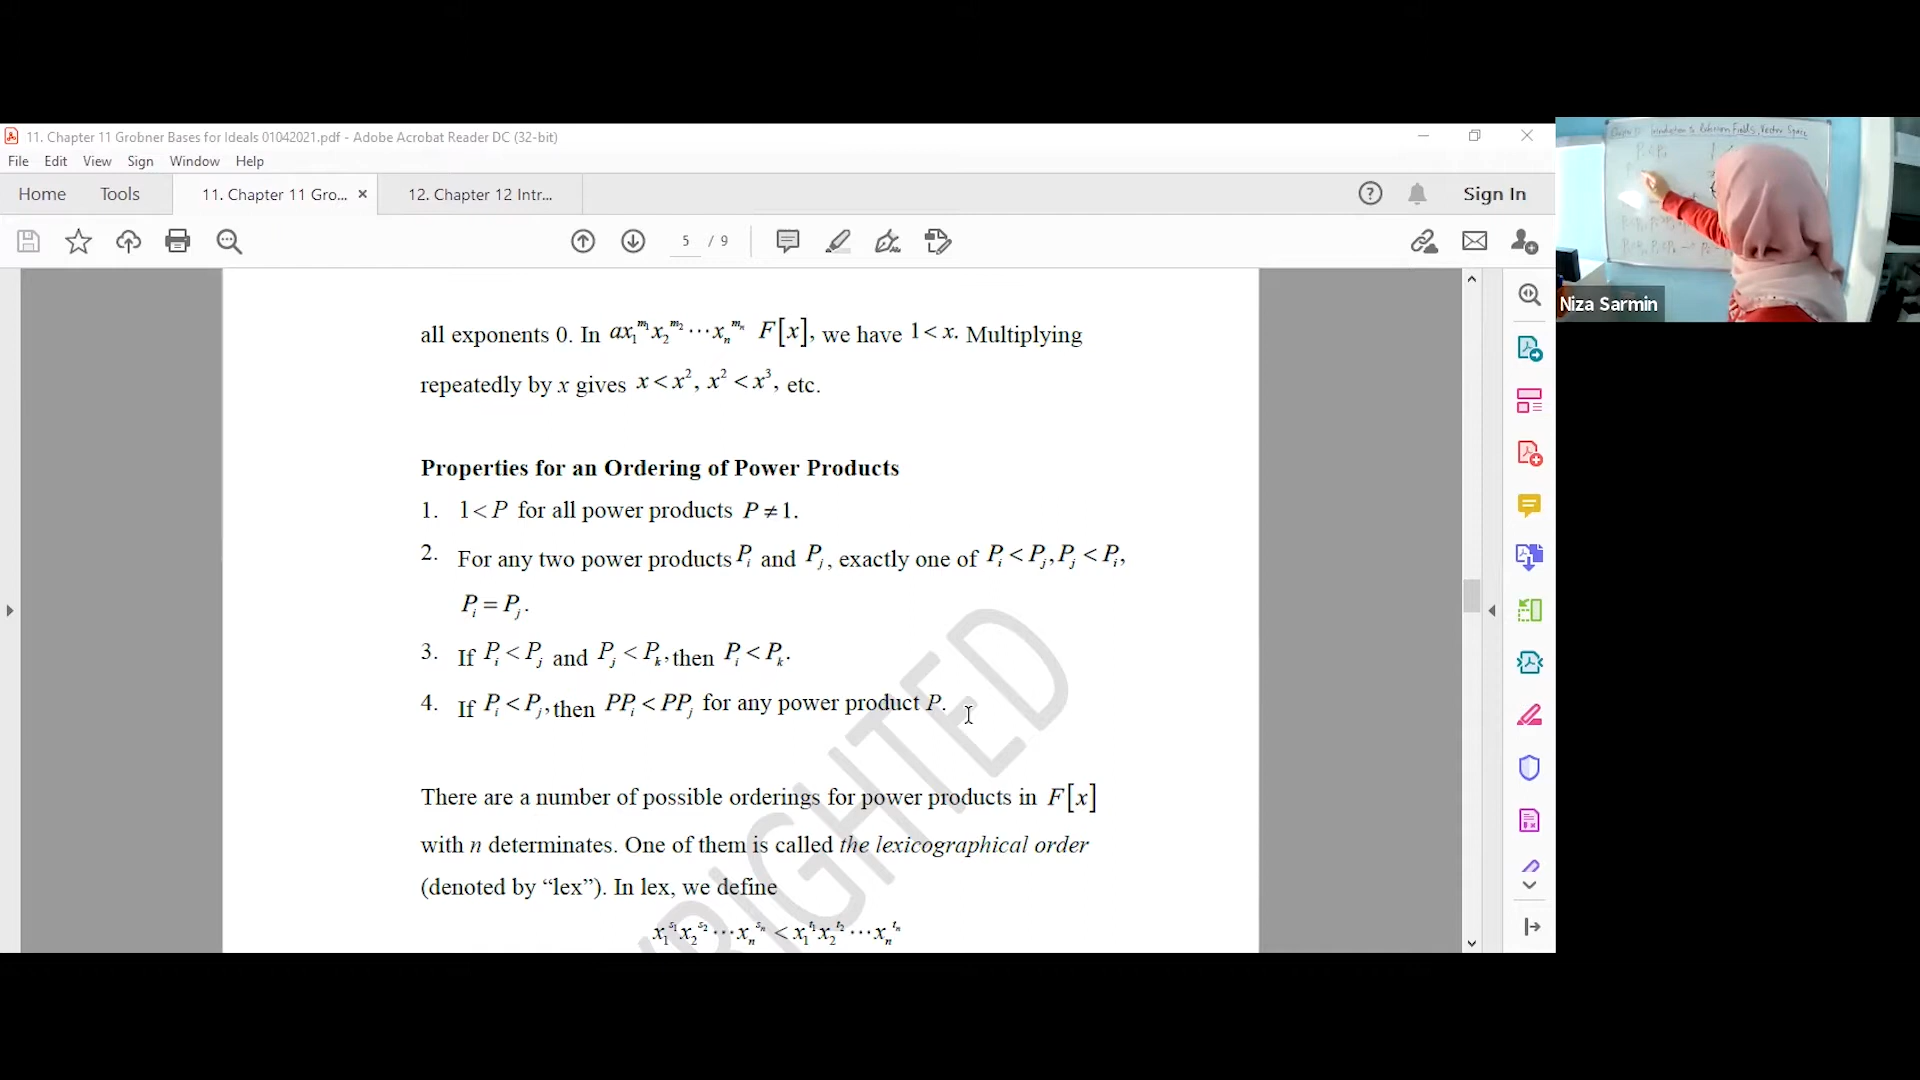 11. Chapter 11 Grobner Bases for Ideals 01042021.pdf - Adobe Acrobat Reader DC (32-bit)
File Edit View Sign Window Help
Home Tools 11. Chapter 11 Gro... × 12. Chapter 12 Intr... Sign In
5 / 9
all exponents 0. In ax₁^m₁ x₂^m₂ ⋯ xₙ^mₙ F[x], we have 1 < x. Multiplying
repeatedly by x gives x < x², x² < x³, etc.
Properties for an Ordering of Power Products
1. 1 < P for all power products P ≠ 1.
2. For any two power products Pᵢ and Pⱼ, exactly one of Pᵢ < Pⱼ, Pⱼ < Pᵢ,
Pᵢ = Pⱼ.
3. If Pᵢ < Pⱼ and Pⱼ < Pₖ, then Pᵢ < Pₖ.
4. If Pᵢ < Pⱼ, then PPᵢ < PPⱼ for any power product P.
There are a number of possible orderings for power products in F[x]
with n determinates. One of them is called the lexicographical order
(denoted by “lex”). In lex, we define
x₁^s₁ x₂^s₂ ⋯ xₙ^sₙ < x₁^t₁ x₂^t₂ ⋯ xₙ^tₙ
RIGHTED
Niza Sarmin